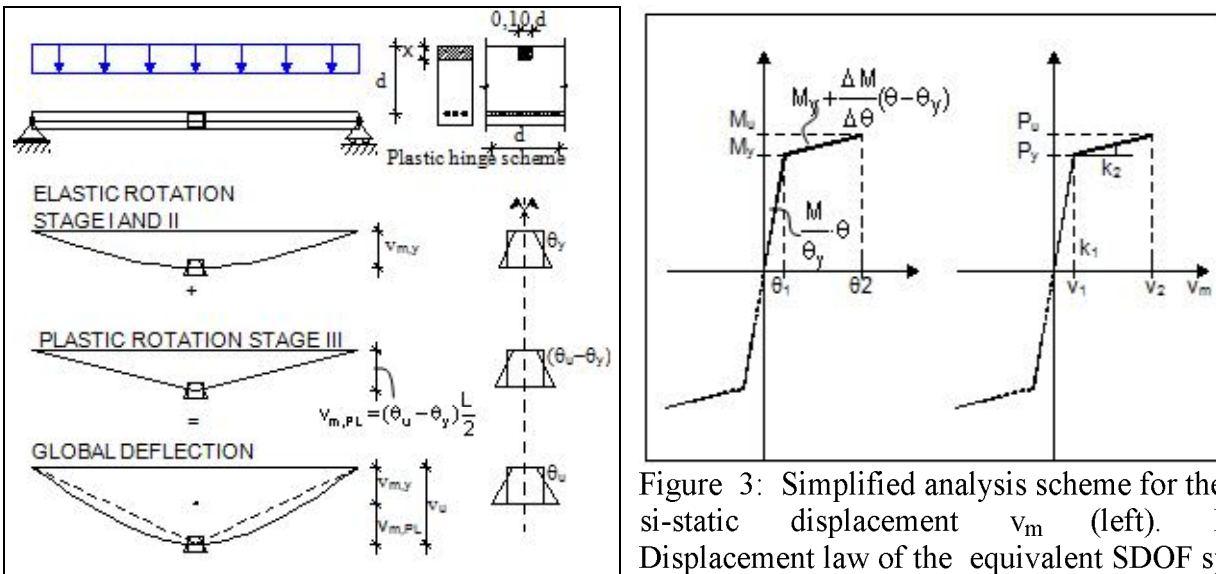 0,10 d
x
d
d
Plastic hinge scheme
ELASTIC ROTATION
STAGE I AND II
v_m,y
θ_y
+
PLASTIC ROTATION STAGE III
(θ_u−θ_y)
v_m,PL=(θ_u−θ_y)L/2
=
GLOBAL DEFLECTION
v_m,y
v_m,PL
v_u
θ_u
M_y+ΔM/Δθ(θ−θ_y)
M_u
M_y
M/θ_y·θ
θ_1
θ2
P_u
P_y
k_2
k_1
v_1
v_2
v_m
Figure 3: Simplified analysis scheme for the
si-static displacement v_m (left).
Displacement law of the equivalent SDOF